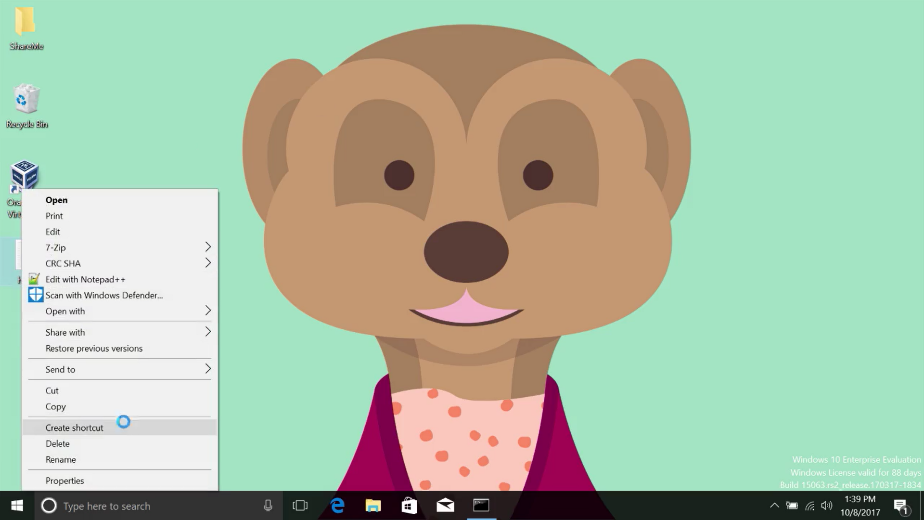 ShareMe
Recycle Bin
Open
Print
Edit
7-Zip
CRC SHA
Edit with Notepad++
Scan with Windows Defender...
Open with
Share with
Restore previous versions
Send to
Cut
Copy
Create shortcut
Delete
Rename
Properties
Windows 10 Enterprise Evaluation
Windows License valid for 88 days
Build 15063.rs2_release.170317-1834
Type here to search
1:39 PM
10/8/2017
1